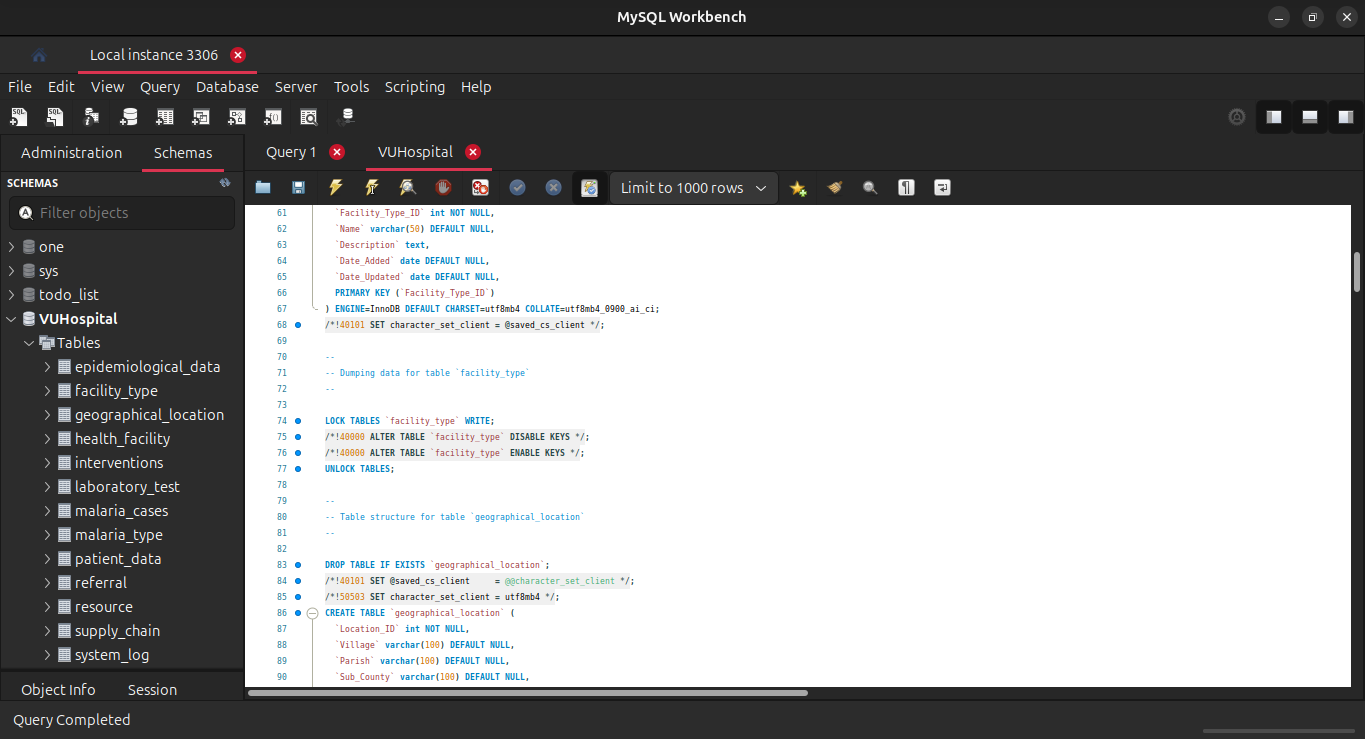 MySQL Workbench
Local instance 3306
File Edit View Query Database Server Tools Scripting Help
Administration Schemas
Query 1 VUHospital
SCHEMAS
Limit to 1000 rows
Filter objects
one
sys
todo_list
VUHospital
Tables
epidemiological_data
facility_type
geographical_location
health_facility
interventions
laboratory_test
malaria_cases
malaria_type
patient_data
referral
resource
supply_chain
system_log
Object Info Session
61 `Facility_Type_ID` int NOT NULL,
62 `Name` varchar(50) DEFAULT NULL,
63 `Description` text,
64 `Date_Added` date DEFAULT NULL,
65 `Date_Updated` date DEFAULT NULL,
66 PRIMARY KEY (`Facility_Type_ID`)
67 ) ENGINE=InnoDB DEFAULT CHARSET=utf8mb4 COLLATE=utf8mb4_0900_ai_ci;
68 /*!40101 SET character_set_client = @saved_cs_client */;
69
70 --
71 -- Dumping data for table `facility_type`
72 --
73
74 LOCK TABLES `facility_type` WRITE;
75 /*!40000 ALTER TABLE `facility_type` DISABLE KEYS */;
76 /*!40000 ALTER TABLE `facility_type` ENABLE KEYS */;
77 UNLOCK TABLES;
78
79 --
80 -- Table structure for table `geographical_location`
81 --
82
83 DROP TABLE IF EXISTS `geographical_location`;
84 /*!40101 SET @saved_cs_client     = @@character_set_client */;
85 /*!50503 SET character_set_client = utf8mb4 */;
86 CREATE TABLE `geographical_location` (
87 `Location_ID` int NOT NULL,
88 `Village` varchar(100) DEFAULT NULL,
89 `Parish` varchar(100) DEFAULT NULL,
90 `Sub_County` varchar(100) DEFAULT NULL,
Query Completed